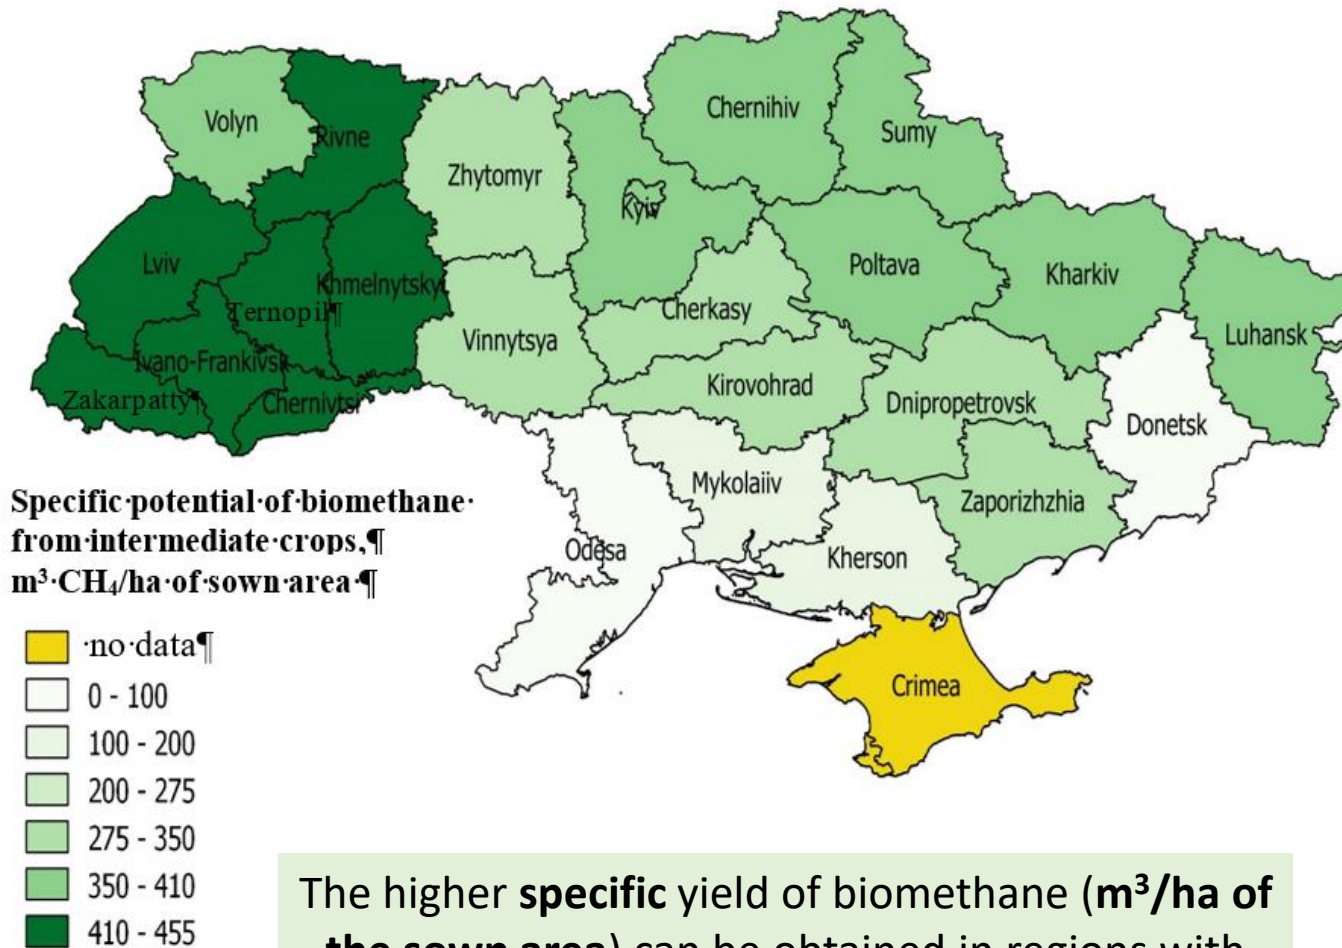 Chernihiv
Volyn
Rivne
Sumy
Zhytomyr
Kyiv
Lviv
Poltava
Kharkiv
Khmelnytsky
Ternopil¶
Cherkasy
Vinnytsya
Luhansk
Ivano-Frankivsk
Kirovohrad
Zakarpatty¶
Chernivtsi
Dnipropetrovsk
Donetsk
Mykolaiiv
Zaporizhzhia
Odesa
Kherson
Crimea
Specific·potential·of·biomethane·
from·intermediate·crops,¶
m³·CH₄/ha·of·sown·area·¶
·no·data¶
0 - 100
100 - 200
200 - 275
275 - 350
350 - 410
410 - 455
The higher specific yield of biomethane (m³/ha of
the sown area) can be obtained in regions with